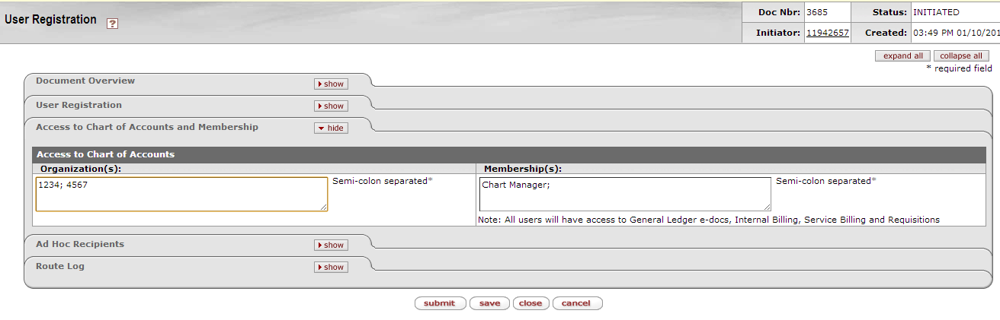 User Registration ?
Doc Nbr: 3685 Status: INITIATED
Initiator: 11942657 Created: 03:49 PM 01/10/201
expand all collapse all
* required field
Document Overview show
User Registration show
Access to Chart of Accounts and Membership hide
Access to Chart of Accounts
Organization(s): Membership(s):
1234; 4567 Semi-colon separated* Chart Manager; Semi-colon separated*
Note: All users will have access to General Ledger e-docs, Internal Billing, Service Billing and Requisitions
Ad Hoc Recipients show
Route Log show
submit save close cancel